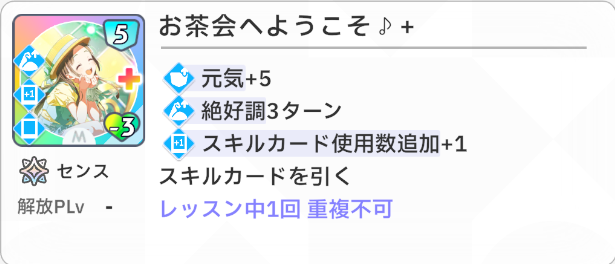 お茶会へようこそ♪+
5
+1
-3
M
元気+5
絶好調3ターン
+1 スキルカード使用数追加+1
スキルカードを引く
レッスン中1回 重複不可
センス
解放PLv -